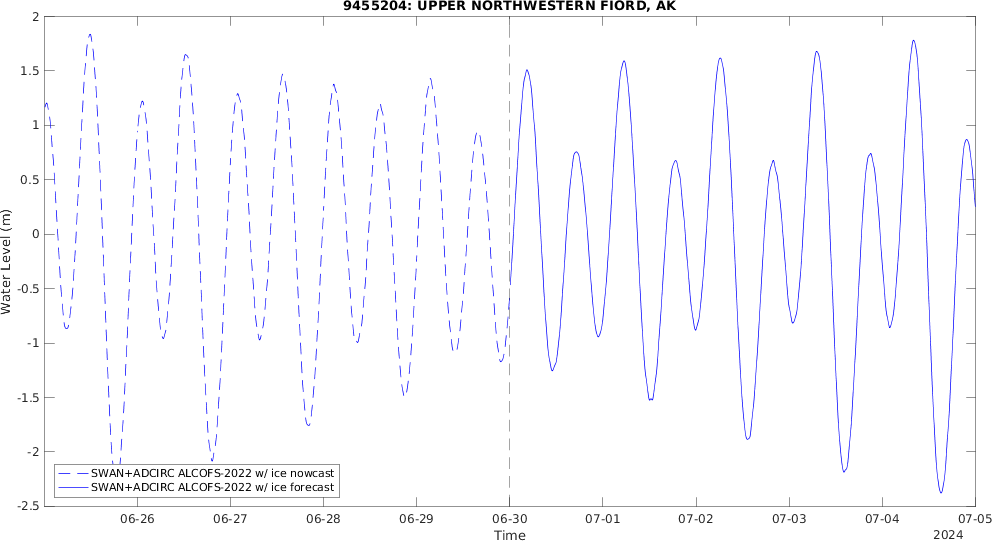 9455204: UPPER NORTHWESTERN FIORD, AK
2
1.5
1
0.5
0
-0.5
-1
-1.5
-2
-2.5
Water Level (m)
SWAN+ADCIRC ALCOFS-2022 w/ ice nowcast
SWAN+ADCIRC ALCOFS-2022 w/ ice forecast
06-26 06-27 06-28 06-29 06-30 07-01 07-02 07-03 07-04 07-05
Time
2024